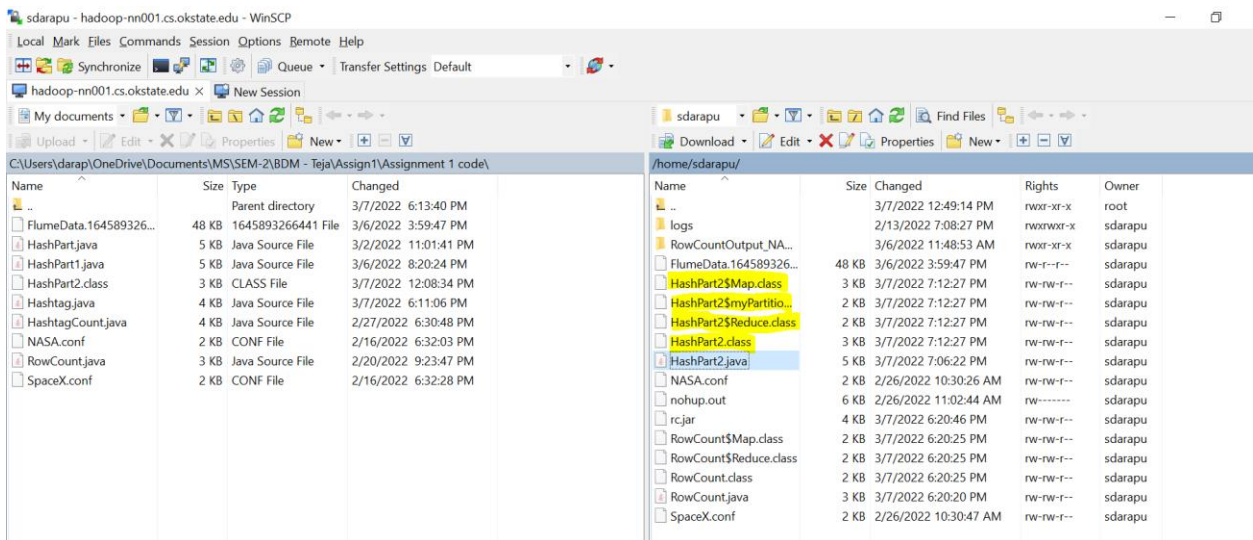 sdarapu - hadoop-nn001.cs.okstate.edu - WinSCP
Local Mark Files Commands Session Options Remote Help
Synchronize Queue Transfer Settings Default
hadoop-nn001.cs.okstate.edu × New Session
My documents
Upload Edit Properties New
C:\Users\darap\OneDrive\Documents\MS\SEM-2\BDM - Teja\Assign1\Assignment 1 code\
Name Size Type Changed
.. Parent directory 3/7/2022 6:13:40 PM
FlumeData.164589326... 48 KB 1645893266441 File 3/6/2022 3:59:47 PM
HashPart.java 5 KB Java Source File 3/2/2022 11:01:41 PM
HashPart1.java 5 KB Java Source File 3/6/2022 8:20:24 PM
HashPart2.class 3 KB CLASS File 3/7/2022 12:08:34 PM
Hashtag.java 4 KB Java Source File 3/7/2022 6:11:06 PM
HashtagCount.java 4 KB Java Source File 2/27/2022 6:30:48 PM
NASA.conf 2 KB CONF File 2/16/2022 6:32:03 PM
RowCount.java 3 KB Java Source File 2/20/2022 9:23:47 PM
SpaceX.conf 2 KB CONF File 2/16/2022 6:32:28 PM
sdarapu Find Files
Download Edit Properties New
/home/sdarapu/
Name Size Changed Rights Owner
.. 3/7/2022 12:49:14 PM rwxr-xr-x root
logs 2/13/2022 7:08:27 PM rwxrwxr-x sdarapu
RowCountOutput_NA... 3/6/2022 11:48:53 AM rwxr-xr-x sdarapu
FlumeData.164589326... 48 KB 3/6/2022 3:59:47 PM rw-r--r-- sdarapu
HashPart2$Map.class 3 KB 3/7/2022 7:12:27 PM rw-rw-r-- sdarapu
HashPart2$myPartitio... 2 KB 3/7/2022 7:12:27 PM rw-rw-r-- sdarapu
HashPart2$Reduce.class 2 KB 3/7/2022 7:12:27 PM rw-rw-r-- sdarapu
HashPart2.class 3 KB 3/7/2022 7:12:27 PM rw-rw-r-- sdarapu
HashPart2.java 5 KB 3/7/2022 7:06:22 PM rw-rw-r-- sdarapu
NASA.conf 2 KB 2/26/2022 10:30:26 AM rw-rw-r-- sdarapu
nohup.out 6 KB 2/26/2022 11:02:44 AM rw------- sdarapu
rc.jar 4 KB 3/7/2022 6:20:46 PM rw-rw-r-- sdarapu
RowCount$Map.class 2 KB 3/7/2022 6:20:25 PM rw-rw-r-- sdarapu
RowCount$Reduce.class 2 KB 3/7/2022 6:20:25 PM rw-rw-r-- sdarapu
RowCount.class 2 KB 3/7/2022 6:20:25 PM rw-rw-r-- sdarapu
RowCount.java 3 KB 3/7/2022 6:20:20 PM rw-rw-r-- sdarapu
SpaceX.conf 2 KB 2/26/2022 10:30:47 AM rw-rw-r-- sdarapu